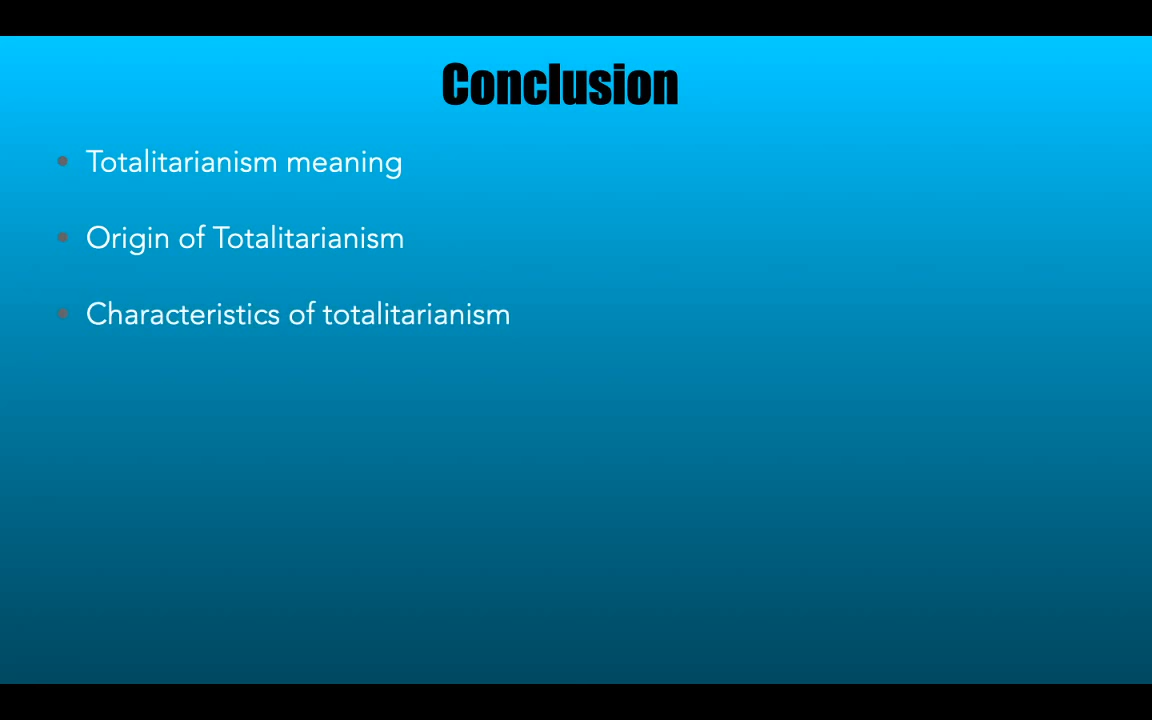 Conclusion
• Totalitarianism meaning
• Origin of Totalitarianism
• Characteristics of totalitarianism